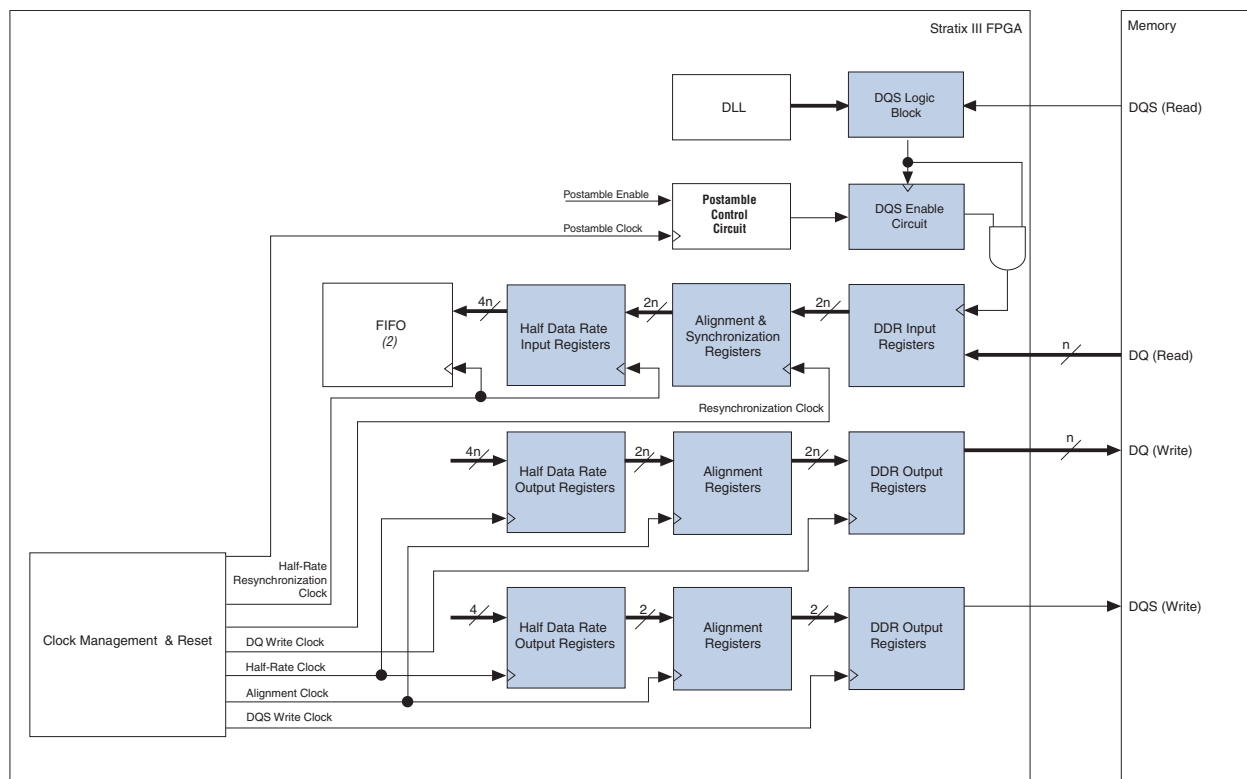 Stratix III FPGA
Memory
DLL
DQS Logic
Block
DQS (Read)
Postamble Enable
Postamble
Control
Circuit
DQS Enable
Circuit
Postamble Clock
FIFO
(2)
4n
Half Data Rate
Input Registers
2n
Alignment &
Synchronization
Registers
2n
DDR Input
Registers
n
DQ (Read)
Resynchronization Clock
4n
Half Data Rate
Output Registers
2n
Alignment
Registers
2n
DDR Output
Registers
n
DQ (Write)
Half-Rate
Resynchronization
Clock
4
Half Data Rate
Output Registers
2
Alignment
Registers
2
DDR Output
Registers
DQS (Write)
Clock Management & Reset
DQ Write Clock
Half-Rate Clock
Alignment Clock
DQS Write Clock